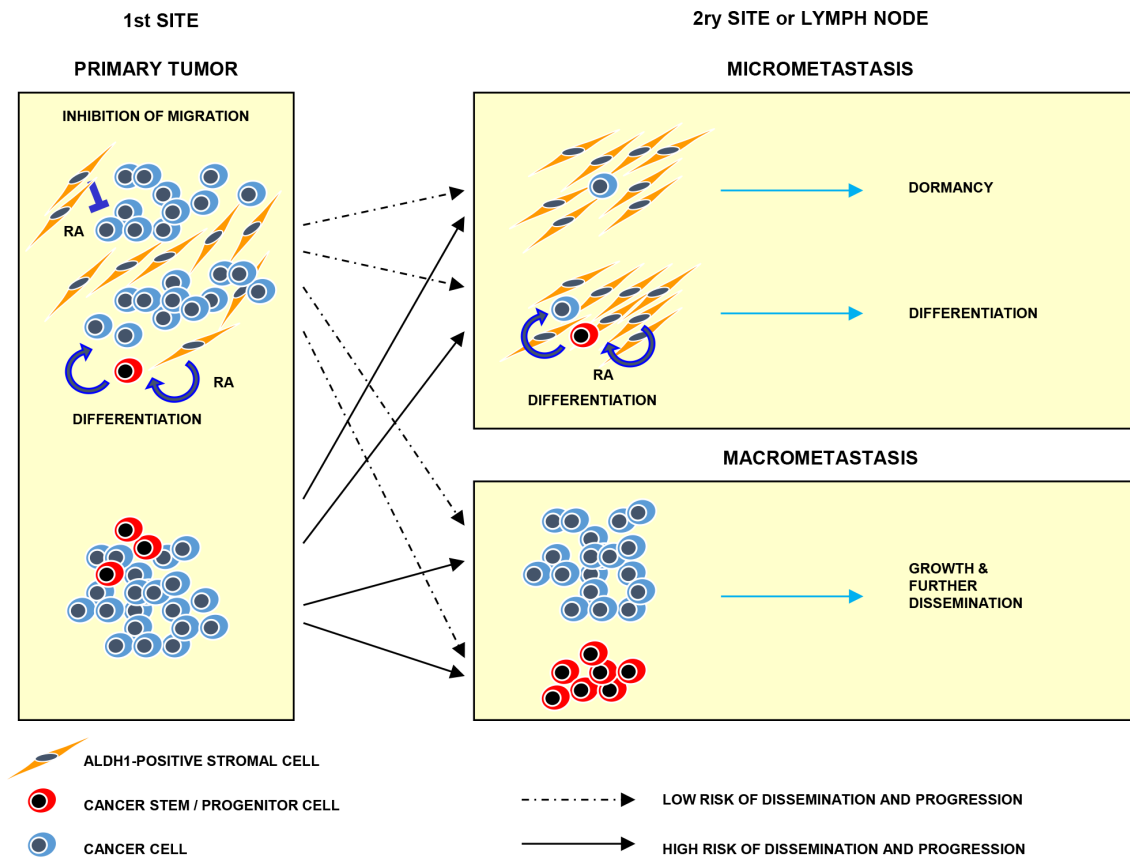 1st SITE
2ry SITE or LYMPH NODE
PRIMARY TUMOR
MICROMETASTASIS
INHIBITION OF MIGRATION
RA
DORMANCY
DIFFERENTIATION
RA
RA
DIFFERENTIATION
DIFFERENTIATION
MACROMETASTASIS
GROWTH &
FURTHER
DISSEMINATION
ALDH1-POSITIVE STROMAL CELL
CANCER STEM / PROGENITOR CELL
CANCER CELL
LOW RISK OF DISSEMINATION AND PROGRESSION
HIGH RISK OF DISSEMINATION AND PROGRESSION